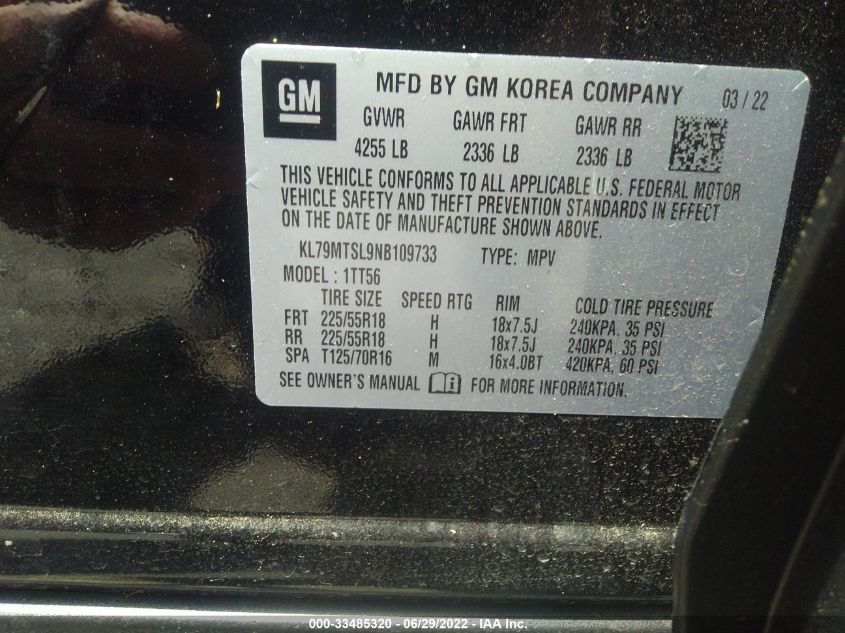 GM MFD BY GM KOREA COMPANY 03 / 22
GVWR GAWR FRT GAWR RR
4255 LB 2336 LB 2336 LB
THIS VEHICLE CONFORMS TO ALL APPLICABLE U.S. FEDERAL MOTOR
VEHICLE SAFETY AND THEFT PREVENTION STANDARDS IN EFFECT
ON THE DATE OF MANUFACTURE SHOWN ABOVE.
KL79MTSL9NB109733 TYPE: MPV
MODEL : 1TT56
TIRE SIZE SPEED RTG RIM COLD TIRE PRESSURE
FRT 225/55R18 H 18x7.5J 240KPA, 35 PSI
RR 225/55R18 H 18x7.5J 240KPA, 35 PSI
SPA T125/70R16 M 16x4.0BT 420KPA, 60 PSI
SEE OWNER'S MANUAL i FOR MORE INFORMATION.
000-33485320 - 06/29/2022 - IAA Inc.